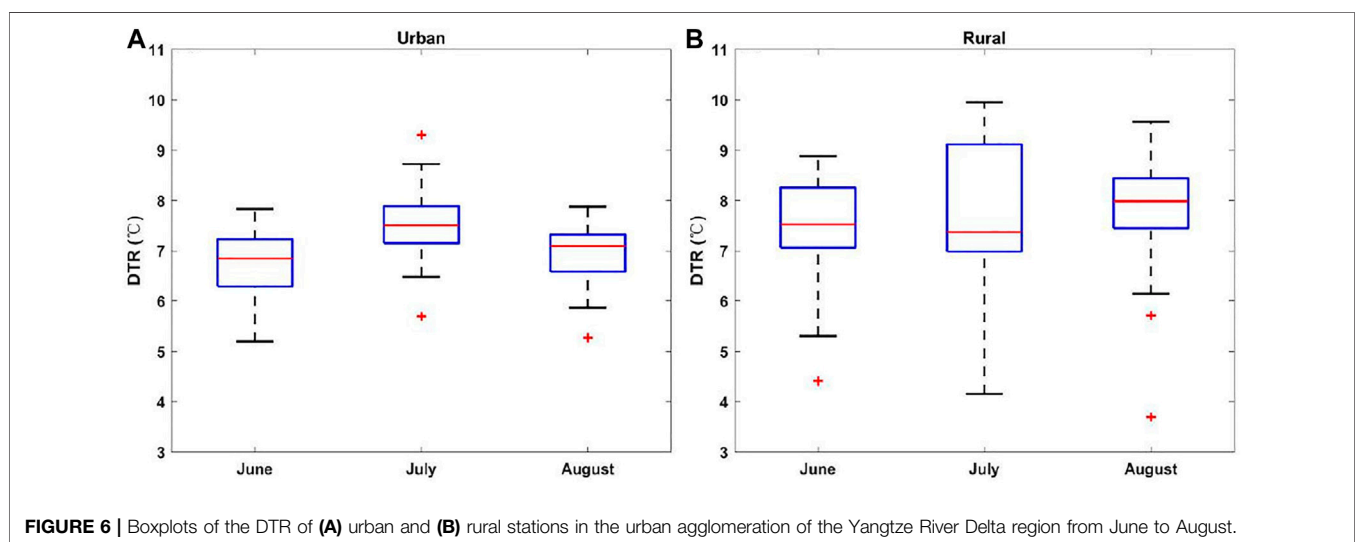 A
Urban
11
10
9
8
7
6
5
4
3
DTR (℃)
June July August
B
Rural
11
10
9
8
7
6
5
4
3
DTR (℃)
June July August
FIGURE 6 | Boxplots of the DTR of (A) urban and (B) rural stations in the urban agglomeration of the Yangtze River Delta region from June to August.